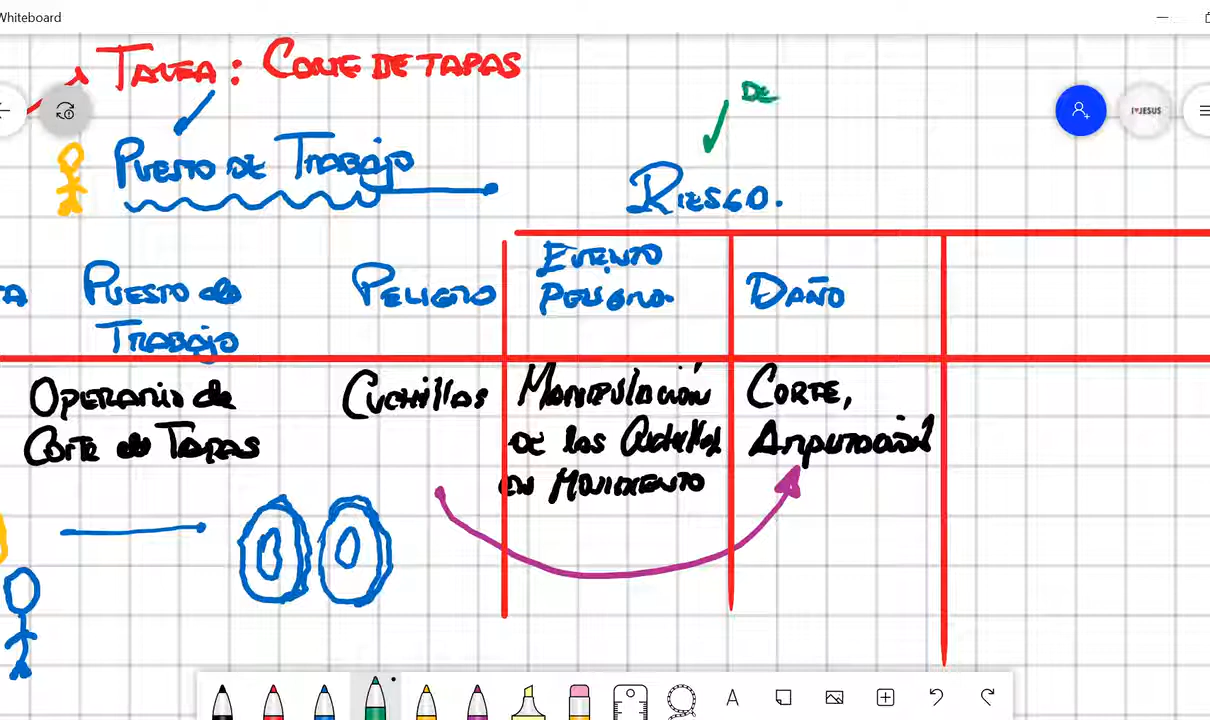 Whiteboard
TAREA: CORTE DE TAPAS
DE
I♥JESUS
PUESTO DE TRABAJO
RIESGO.
EVENTO
PUESTO de PELIGRO PELIGRO. DAÑO
TRABAJO
OPERARIO de CUCHILLAS MANIPULACIÓN CORTE,
CORTE de TAPAS DE las CUCHILLAS AMPUTACIÓN
EN MOVIMIENTO
A